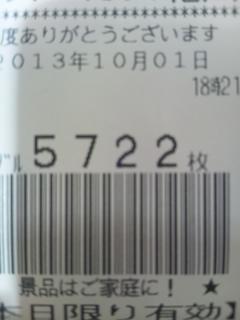 度ありがとうございます
2013年10月01日
18時21
ﾀﾞﾙ 5722枚
景品はご家庭に！ ★
本日限り有効】